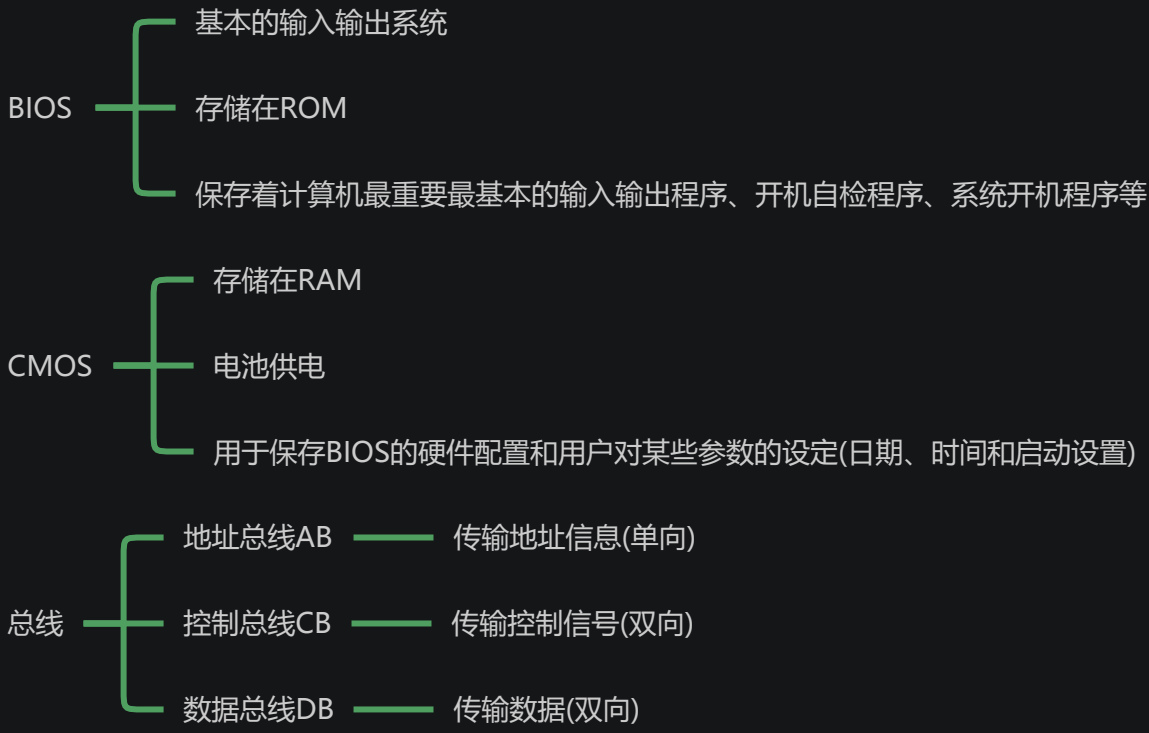 BIOS
基本的输入输出系统
存储在ROM
保存着计算机最重要最基本的输入输出程序、开机自检程序、系统开机程序等
CMOS
存储在RAM
电池供电
用于保存BIOS的硬件配置和用户对某些参数的设定(日期、时间和启动设置)
总线
地址总线AB
传输地址信息(单向)
控制总线CB
传输控制信号(双向)
数据总线DB
传输数据(双向)